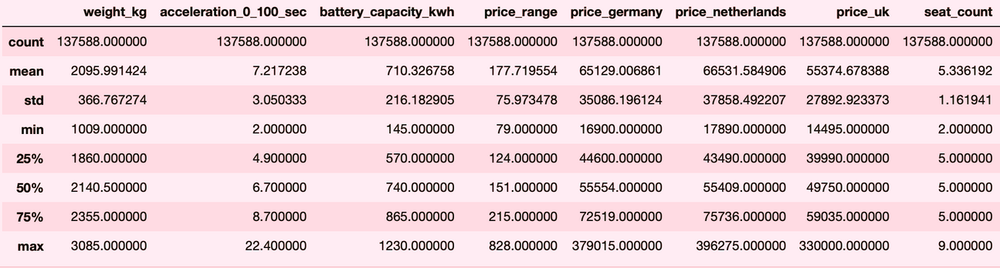 weight_kg acceleration_0_100_sec battery_capacity_kwh price_range price_germany price_netherlands price_uk seat_count
count 137588.000000 137588.000000 137588.000000 137588.000000 137588.000000 137588.000000 137588.000000 137588.000000
mean 2095.991424 7.217238 710.326758 177.719554 65129.006861 66531.584906 55374.678388 5.336192
std 366.767274 3.050333 216.182905 75.973478 35086.196124 37858.492207 27892.923373 1.161941
min 1009.000000 2.000000 145.000000 79.000000 16900.000000 17890.000000 14495.000000 2.000000
25% 1860.000000 4.900000 570.000000 124.000000 44600.000000 43490.000000 39990.000000 5.000000
50% 2140.500000 6.700000 740.000000 151.000000 55554.000000 55409.000000 49750.000000 5.000000
75% 2355.000000 8.700000 865.000000 215.000000 72519.000000 75736.000000 59035.000000 5.000000
max 3085.000000 22.400000 1230.000000 828.000000 379015.000000 396275.000000 330000.000000 9.000000